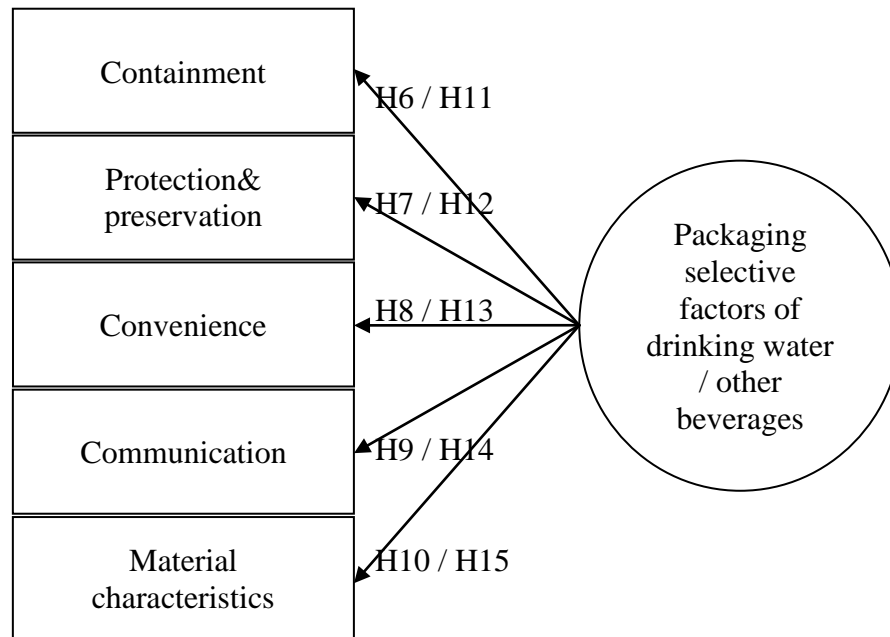 Containment
H6 / H11
Protection&
preservation
H7 / H12
Convenience
H8 / H13
Communication
H9 / H14
Material
characteristics
H10 / H15
Packaging
selective
factors of
drinking water
/ other
beverages